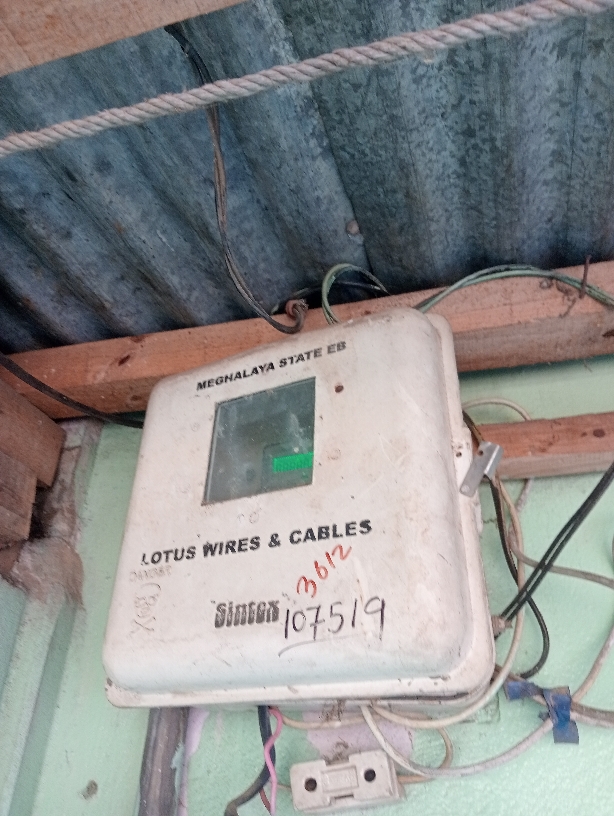 MEGHALAYA STATE EB
LOTUS WIRES & CABLES
3612
Sintex
107519